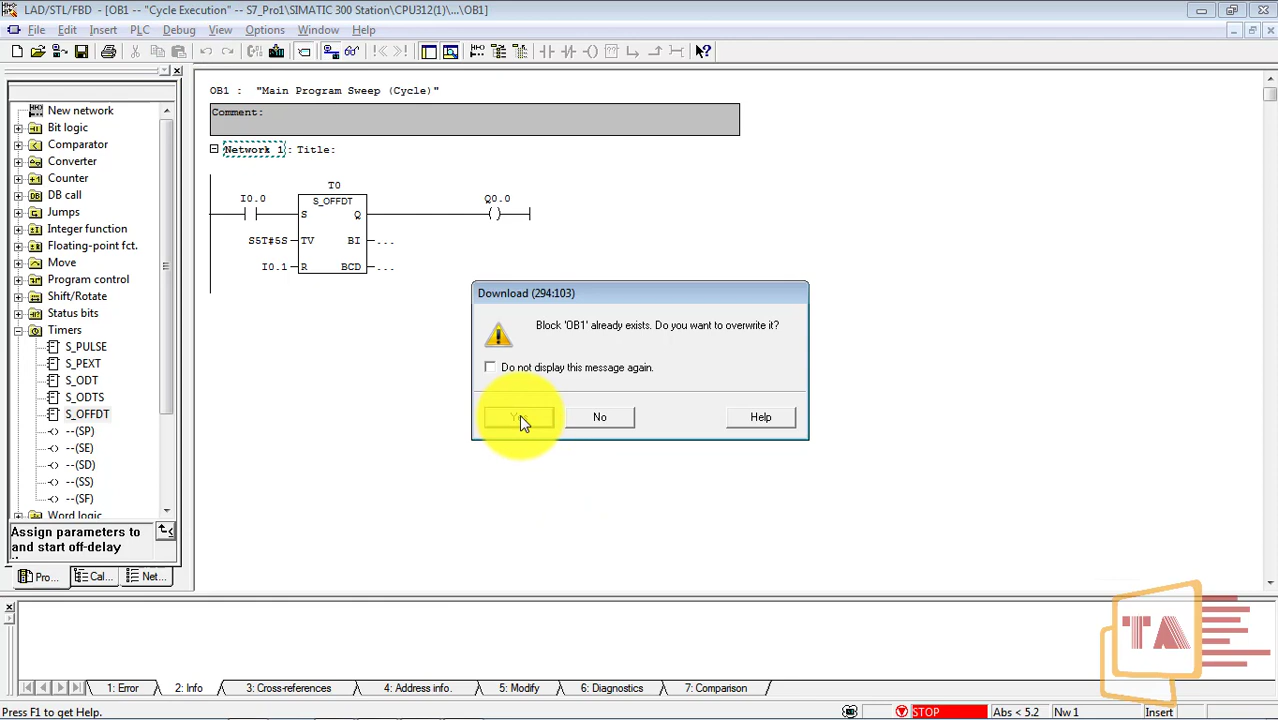 LAD/STL/FBD - [OB1 -- "Cycle Execution" -- S7_Pro1\SIMATIC 300 Station\CPU312(1)\...\OB1]
File Edit Insert PLC Debug View Options Window Help
New network
Bit logic
Comparator
Converter
Counter
DB call
Jumps
Integer function
Floating-point fct.
Move
Program control
Shift/Rotate
Status bits
Timers
S_PULSE
S_PEXT
S_ODT
S_ODTS
S_OFFDT
--(SP)
--(SE)
--(SD)
--(SS)
--(SF)
Word logic
Assign parameters to
and start off-delay
Pro... Cal... Net...
OB1 : "Main Program Sweep (Cycle)"
Comment:
Network 1: Title:
T0
I0.0 S_OFFDT Q0.0
S Q
S5T#5S TV BI ...
I0.1 R BCD ...
Download (294:103)
Block 'OB1' already exists. Do you want to overwrite it?
Do not display this message again.
Yes No Help
1: Error 2: Info 3: Cross-references 4: Address info. 5: Modify 6: Diagnostics 7: Comparison
TA
Press F1 to get Help. STOP Abs < 5.2 Nw 1 Insert